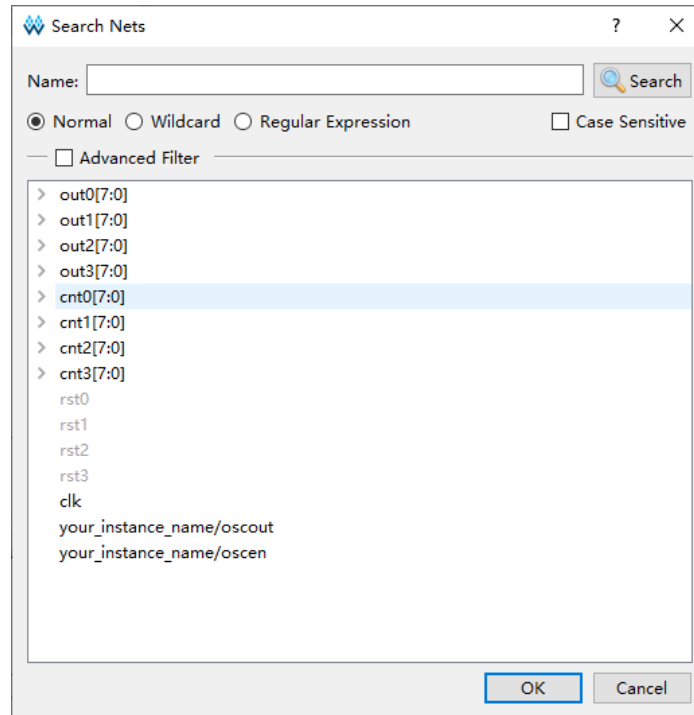 Search Nets ?
Name: Search
Normal Wildcard Regular Expression Case Sensitive
Advanced Filter
out0[7:0]
out1[7:0]
out2[7:0]
out3[7:0]
cnt0[7:0]
cnt1[7:0]
cnt2[7:0]
cnt3[7:0]
rst0
rst1
rst2
rst3
clk
your_instance_name/oscout
your_instance_name/oscen
OK Cancel